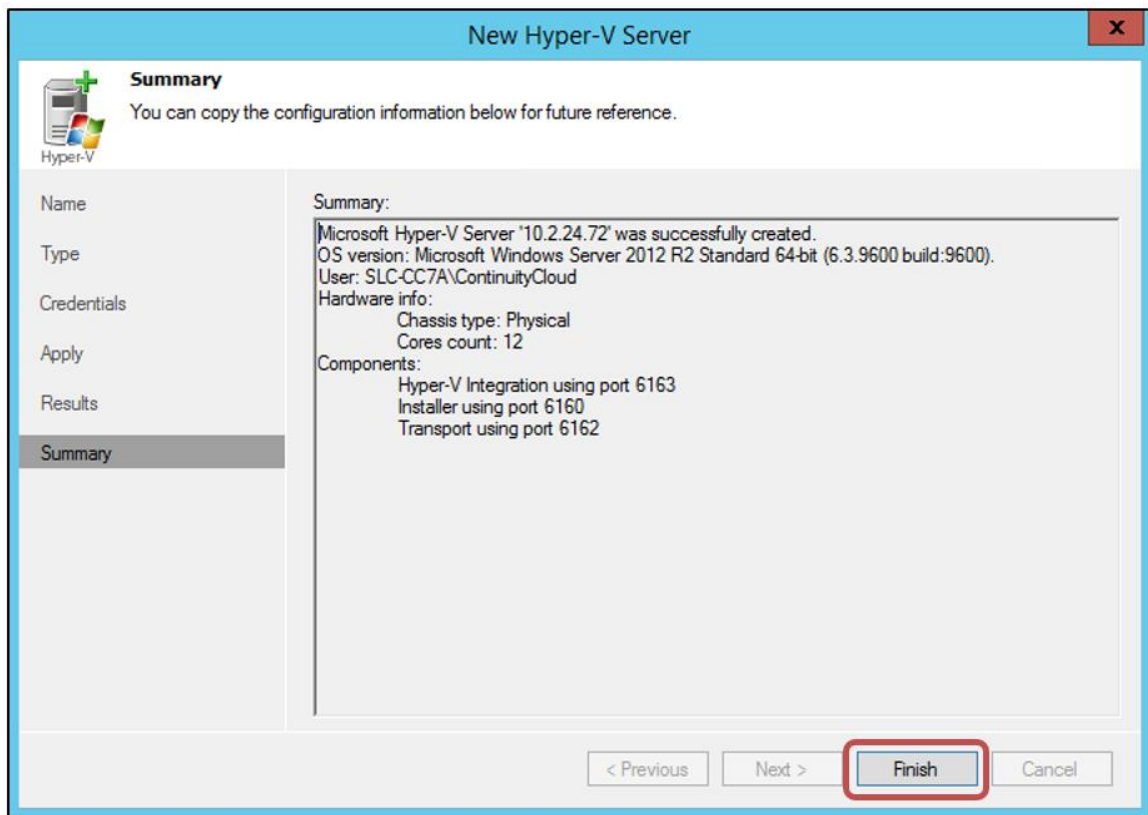 New Hyper-V Server
x
Summary
You can copy the configuration information below for future reference.
Hyper-V
Name
Type
Credentials
Apply
Results
Summary
Summary:
Microsoft Hyper-V Server '10.2.24.72' was successfully created.
OS version: Microsoft Windows Server 2012 R2 Standard 64-bit (6.3.9600 build:9600).
User: SLC-CC7A\ContinuityCloud
Hardware info:
Chassis type: Physical
Cores count: 12
Components:
Hyper-V Integration using port 6163
Installer using port 6160
Transport using port 6162
< Previous
Next >
Finish
Cancel